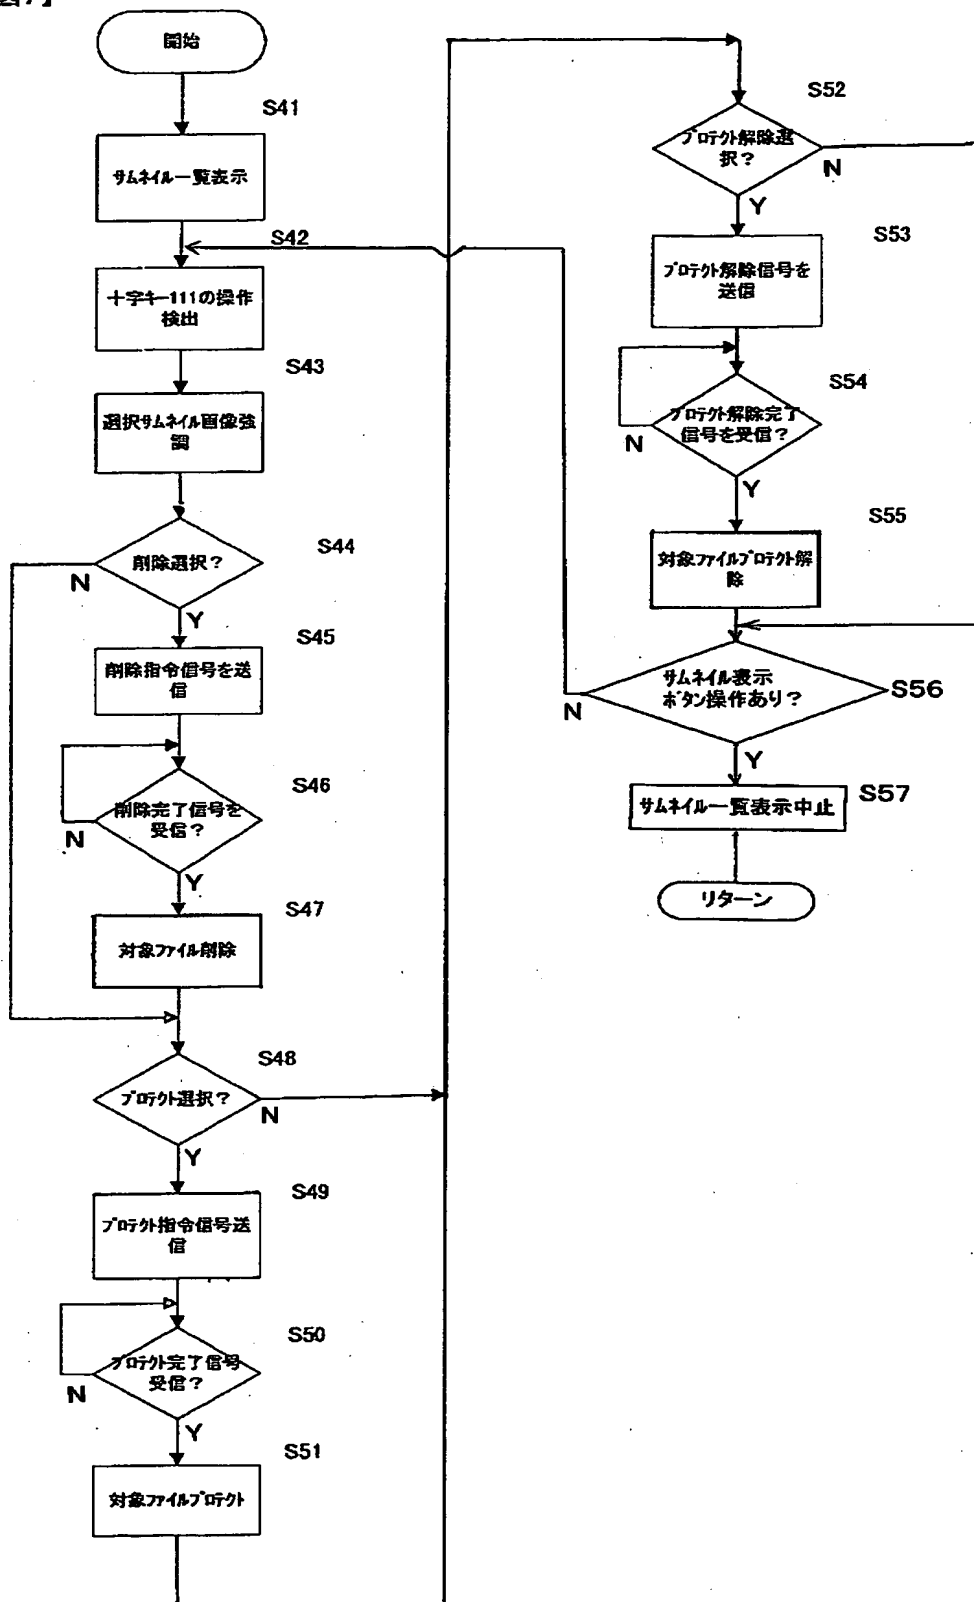 開始
S41
サムネイル一覧表示
S42
十字キー111の操作
検出
S43
選択サムネイル画像強
調
S44
削除選択？
N
Y
S45
削除指令信号を送
信
S46
削除完了信号を
受信？
N
Y
S47
対象ファイル削除
S48
プロテクト選択？
N
Y
S49
プロテクト指令信号送
信
S50
プロテクト完了信号
受信？
N
Y
S51
対象ファイルプロテクト
S52
プロテクト解除選
択？
N
Y
S53
プロテクト解除信号を
送信
S54
プロテクト解除完了
信号を受信？
N
Y
S55
対象ファイルプロテクト解
除
S56
サムネイル表示
ボタン操作あり？
N
Y
S57
サムネイル一覧表示中止
リターン